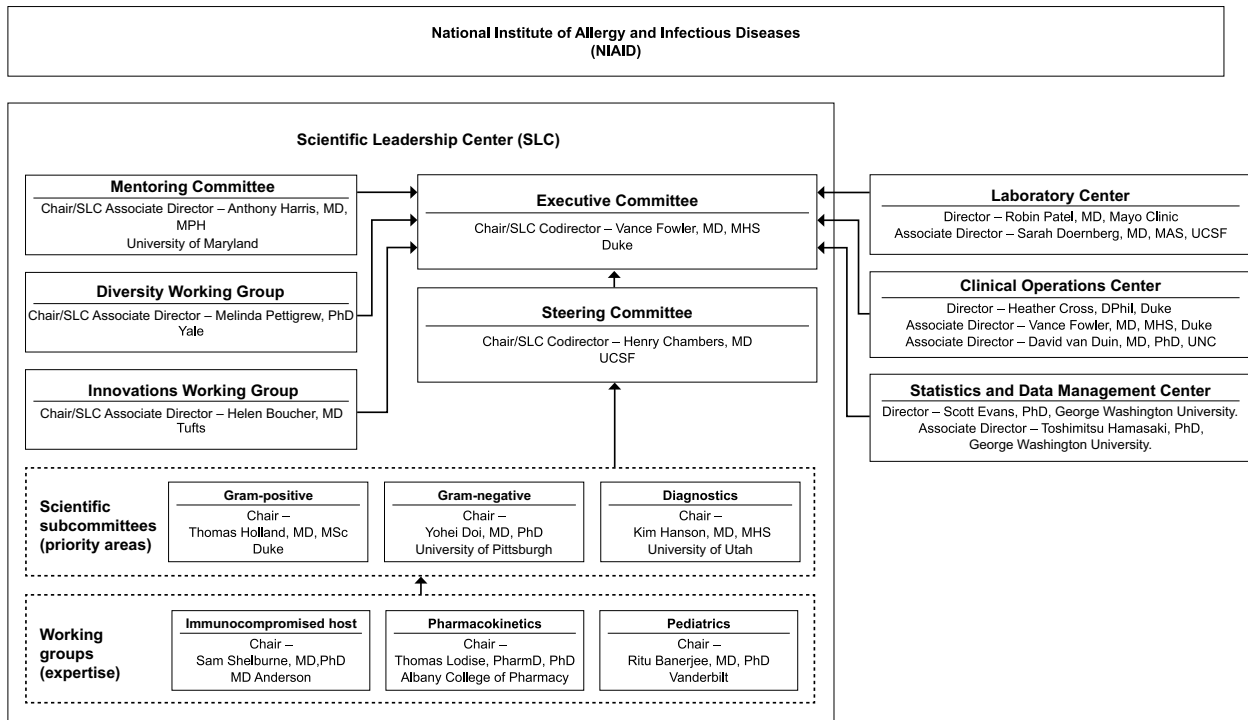 National Institute of Allergy and Infectious Diseases
(NIAID)
Scientific Leadership Center (SLC)
Mentoring Committee
Chair/SLC Associate Director – Anthony Harris, MD,
MPH
University of Maryland
Diversity Working Group
Chair/SLC Associate Director – Melinda Pettigrew, PhD
Yale
Innovations Working Group
Chair/SLC Associate Director – Helen Boucher, MD
Tufts
Executive Committee
Chair/SLC Codirector – Vance Fowler, MD, MHS
Duke
Steering Committee
Chair/SLC Codirector – Henry Chambers, MD
UCSF
Laboratory Center
Director – Robin Patel, MD, Mayo Clinic
Associate Director – Sarah Doernberg, MD, MAS, UCSF
Clinical Operations Center
Director – Heather Cross, DPhil, Duke
Associate Director – Vance Fowler, MD, MHS, Duke
Associate Director – David van Duin, MD, PhD, UNC
Statistics and Data Management Center
Director – Scott Evans, PhD, George Washington University.
Associate Director – Toshimitsu Hamasaki, PhD,
George Washington University.
Scientific
subcommittees
(priority areas)
Gram-positive
Chair –
Thomas Holland, MD, MSc
Duke
Gram-negative
Chair –
Yohei Doi, MD, PhD
University of Pittsburgh
Diagnostics
Chair –
Kim Hanson, MD, MHS
University of Utah
Working
groups
(expertise)
Immunocompromised host
Chair –
Sam Shelburne, MD,PhD
MD Anderson
Pharmacokinetics
Chair –
Thomas Lodise, PharmD, PhD
Albany College of Pharmacy
Pediatrics
Chair –
Ritu Banerjee, MD, PhD
Vanderbilt